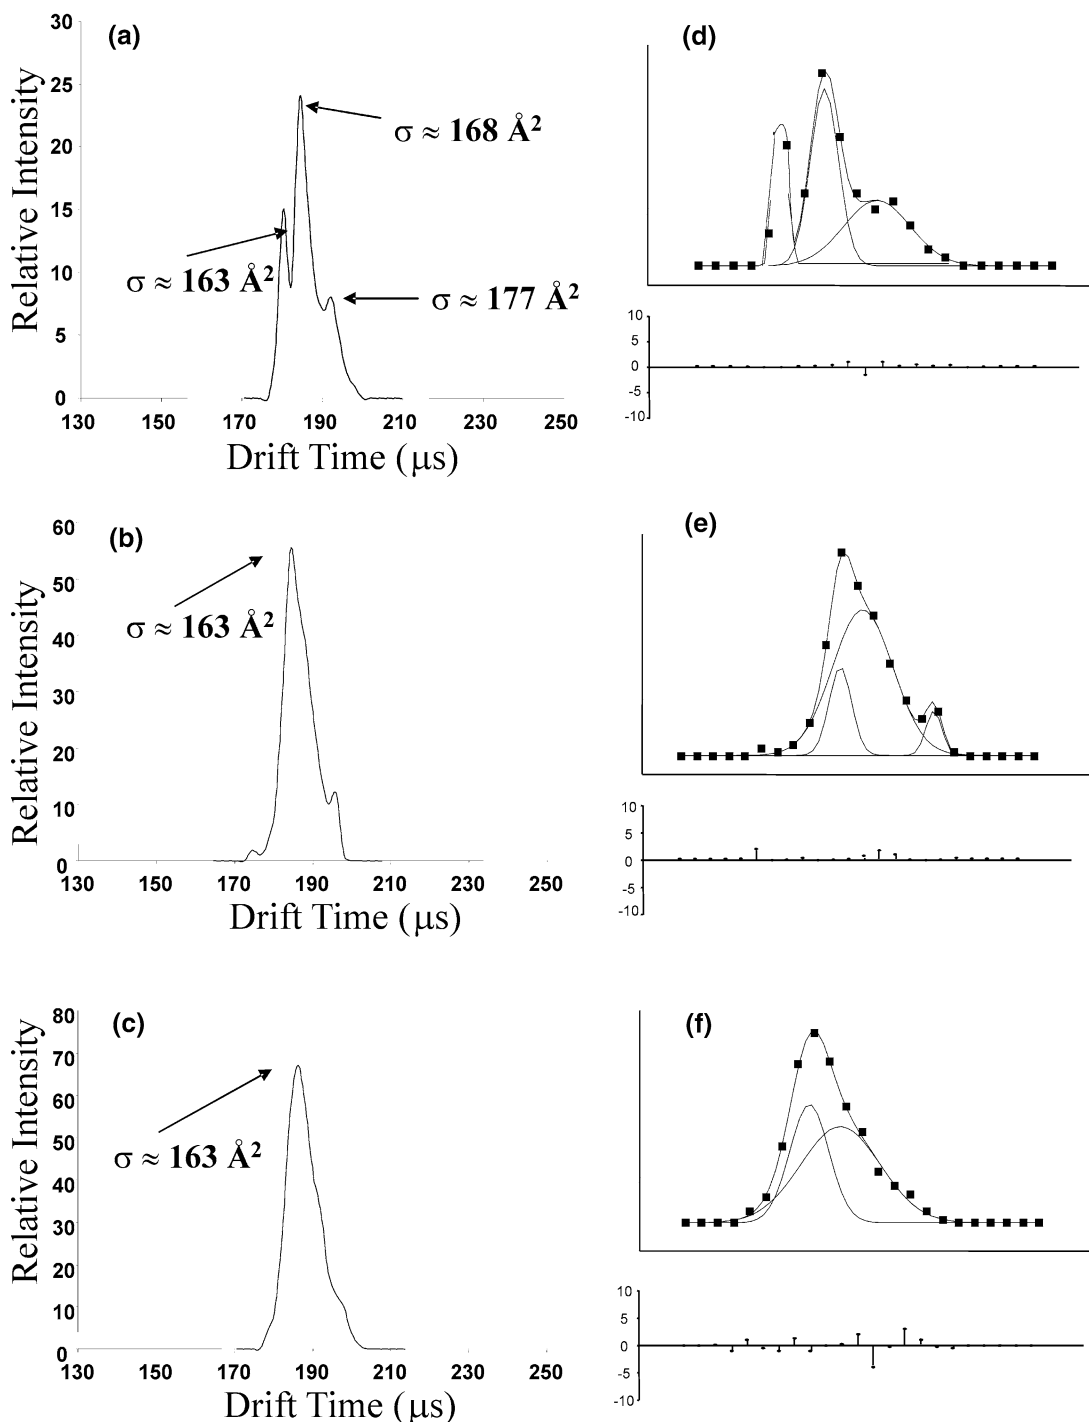 (a)
Relative Intensity
30
25
20
15
10
5
0
σ ≈ 168 Å²
σ ≈ 163 Å²
σ ≈ 177 Å²
130 150 170 190 210 230 250
Drift Time (μs)
(d)
10
5
0
-5
-10
(b)
Relative Intensity
60
50
40
30
20
10
0
σ ≈ 163 Å²
130 150 170 190 210 230 250
Drift Time (μs)
(e)
10
5
0
-5
-10
(c)
Relative Intensity
80
70
60
50
40
30
20
10
0
σ ≈ 163 Å²
130 150 170 190 210 230 250
Drift Time (μs)
(f)
10
5
0
-5
-10